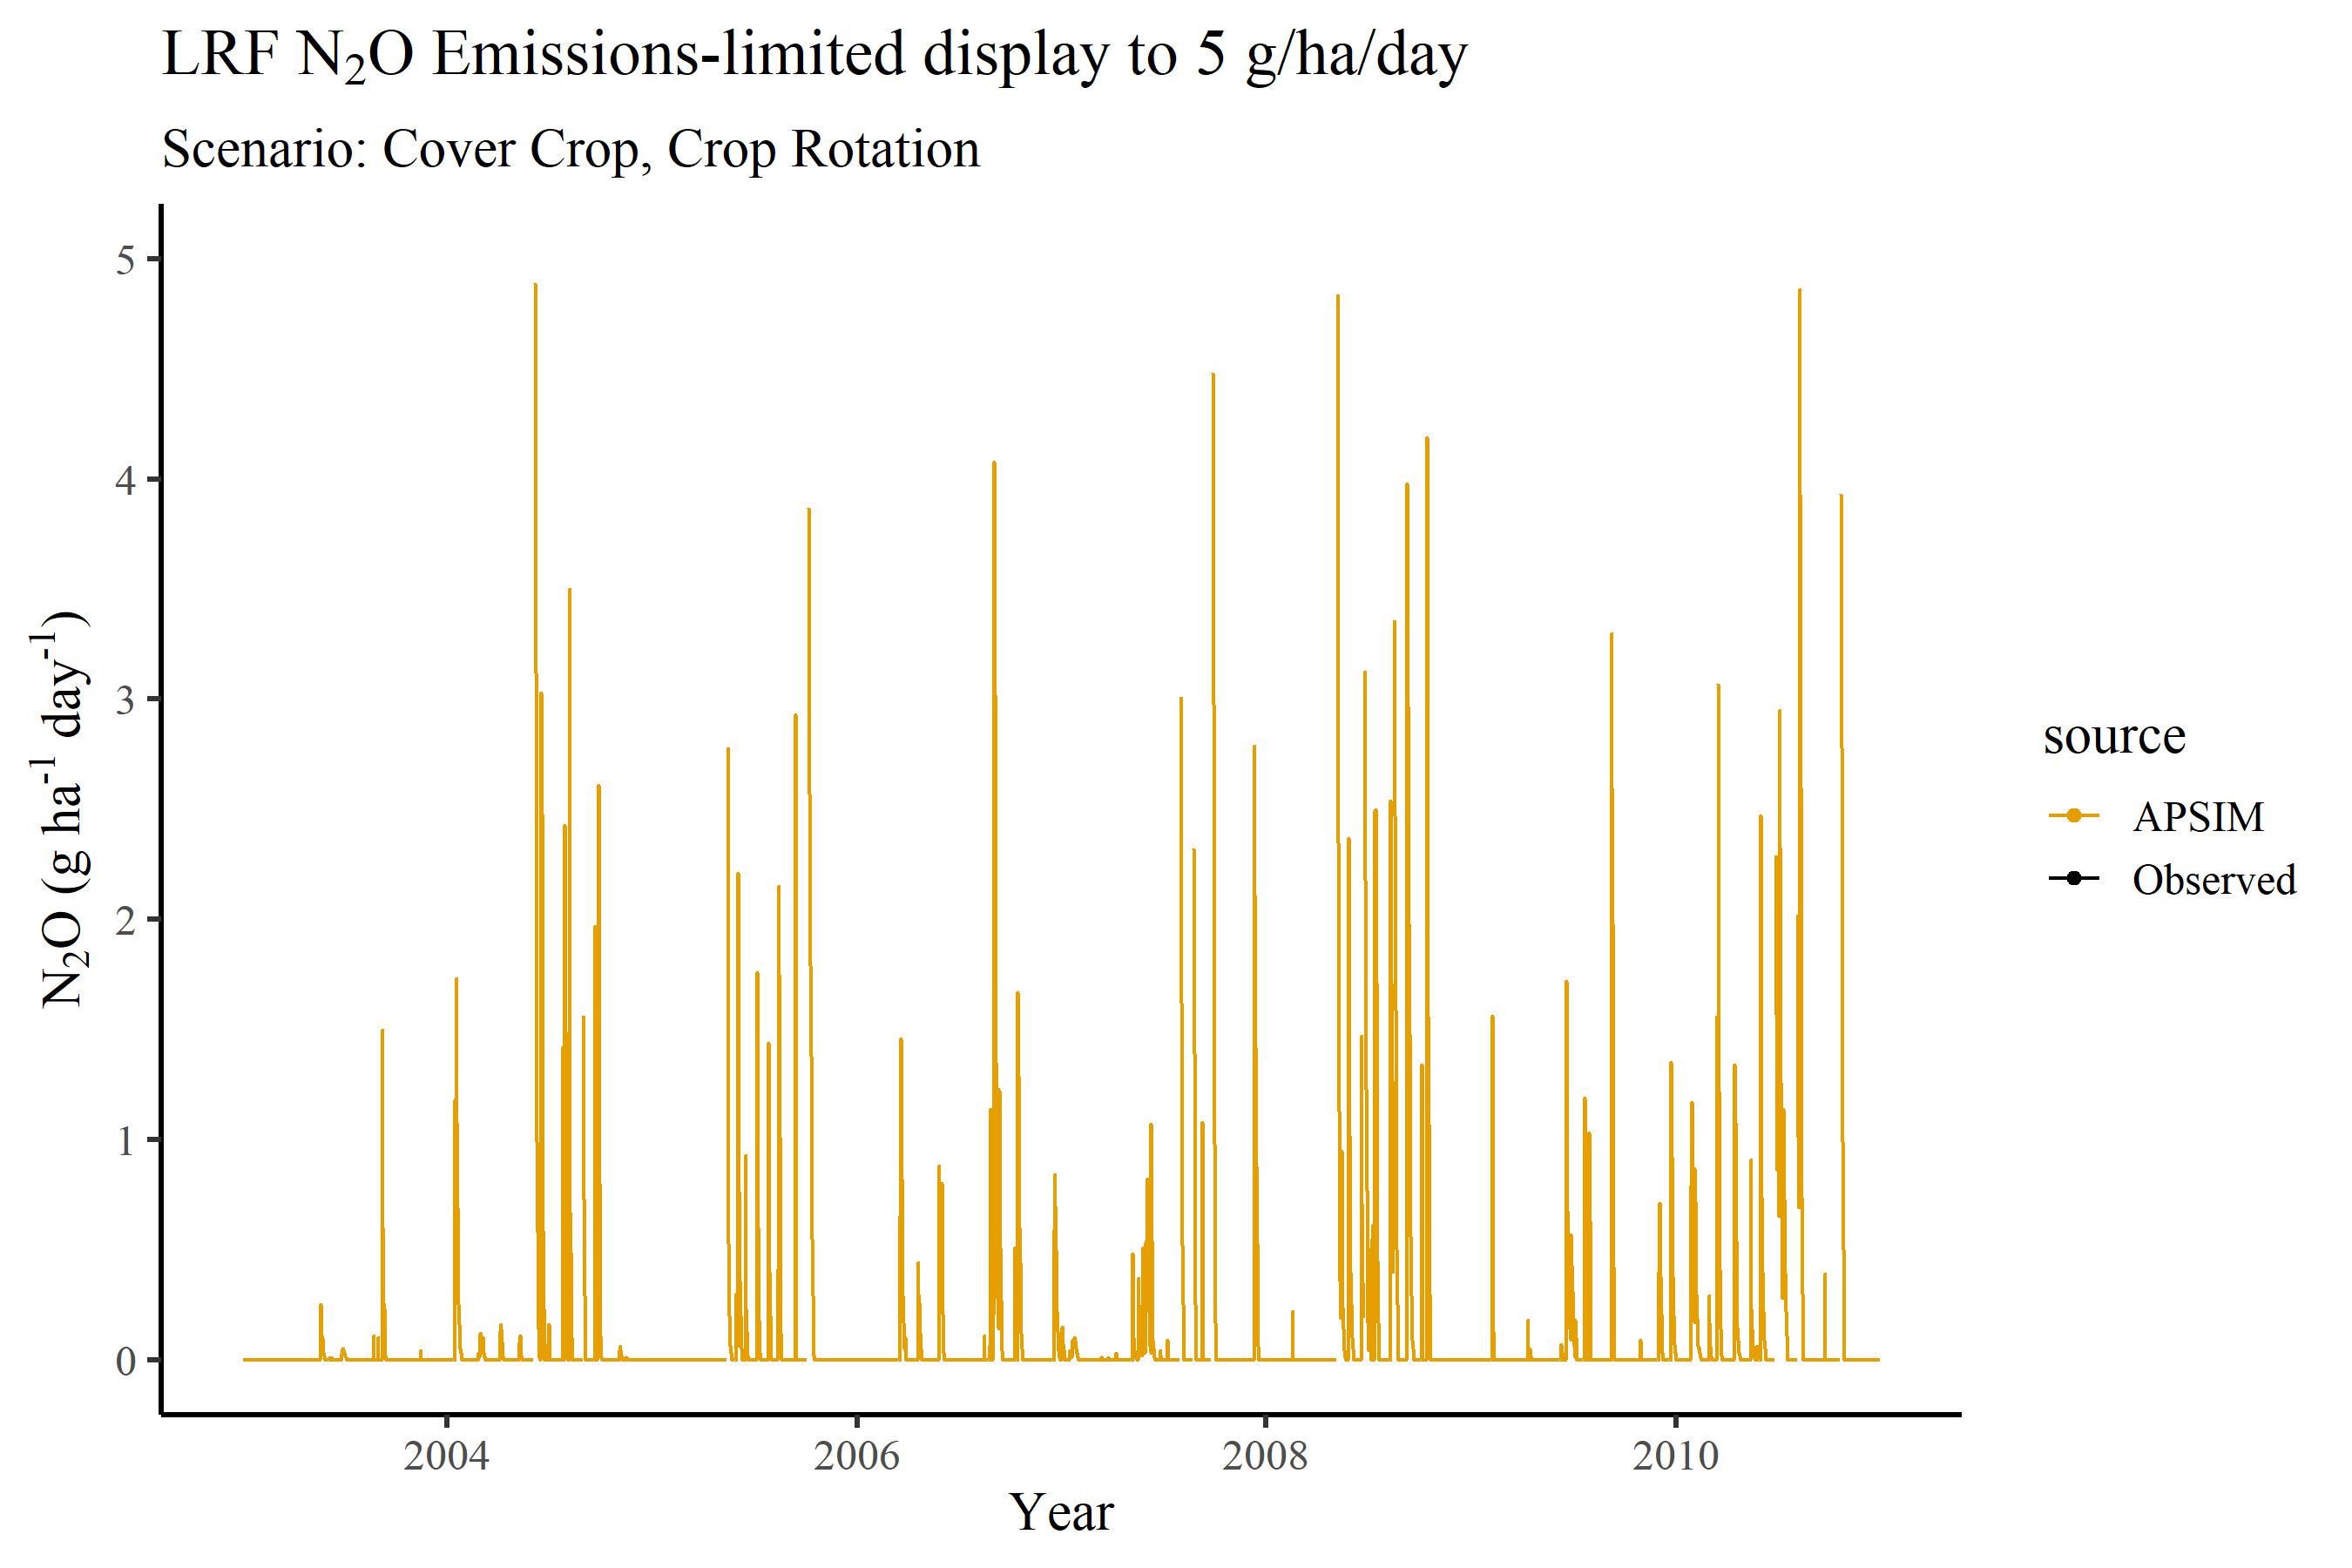 LRF N₂O Emissions-limited display to 5 g/ha/day
Scenario: Cover Crop, Crop Rotation
N₂O (g ha⁻¹ day⁻¹)
5
4
3
2
1
0
2004 2006 2008 2010
Year
source
APSIM
Observed